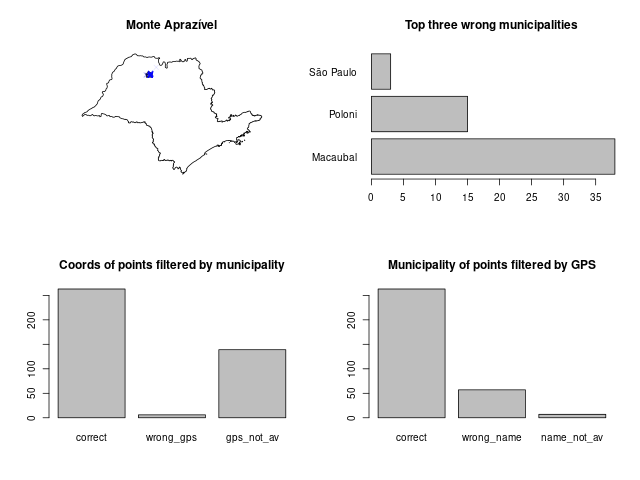 Monte Aprazível
Top three wrong municipalities
São Paulo
Poloni
Macaubal
0 5 10 15 20 25 30 35
Coords of points filtered by municipality
200
100
50
0
correct wrong_gps gps_not_av
Municipality of points filtered by GPS
200
100
50
0
correct wrong_name name_not_av